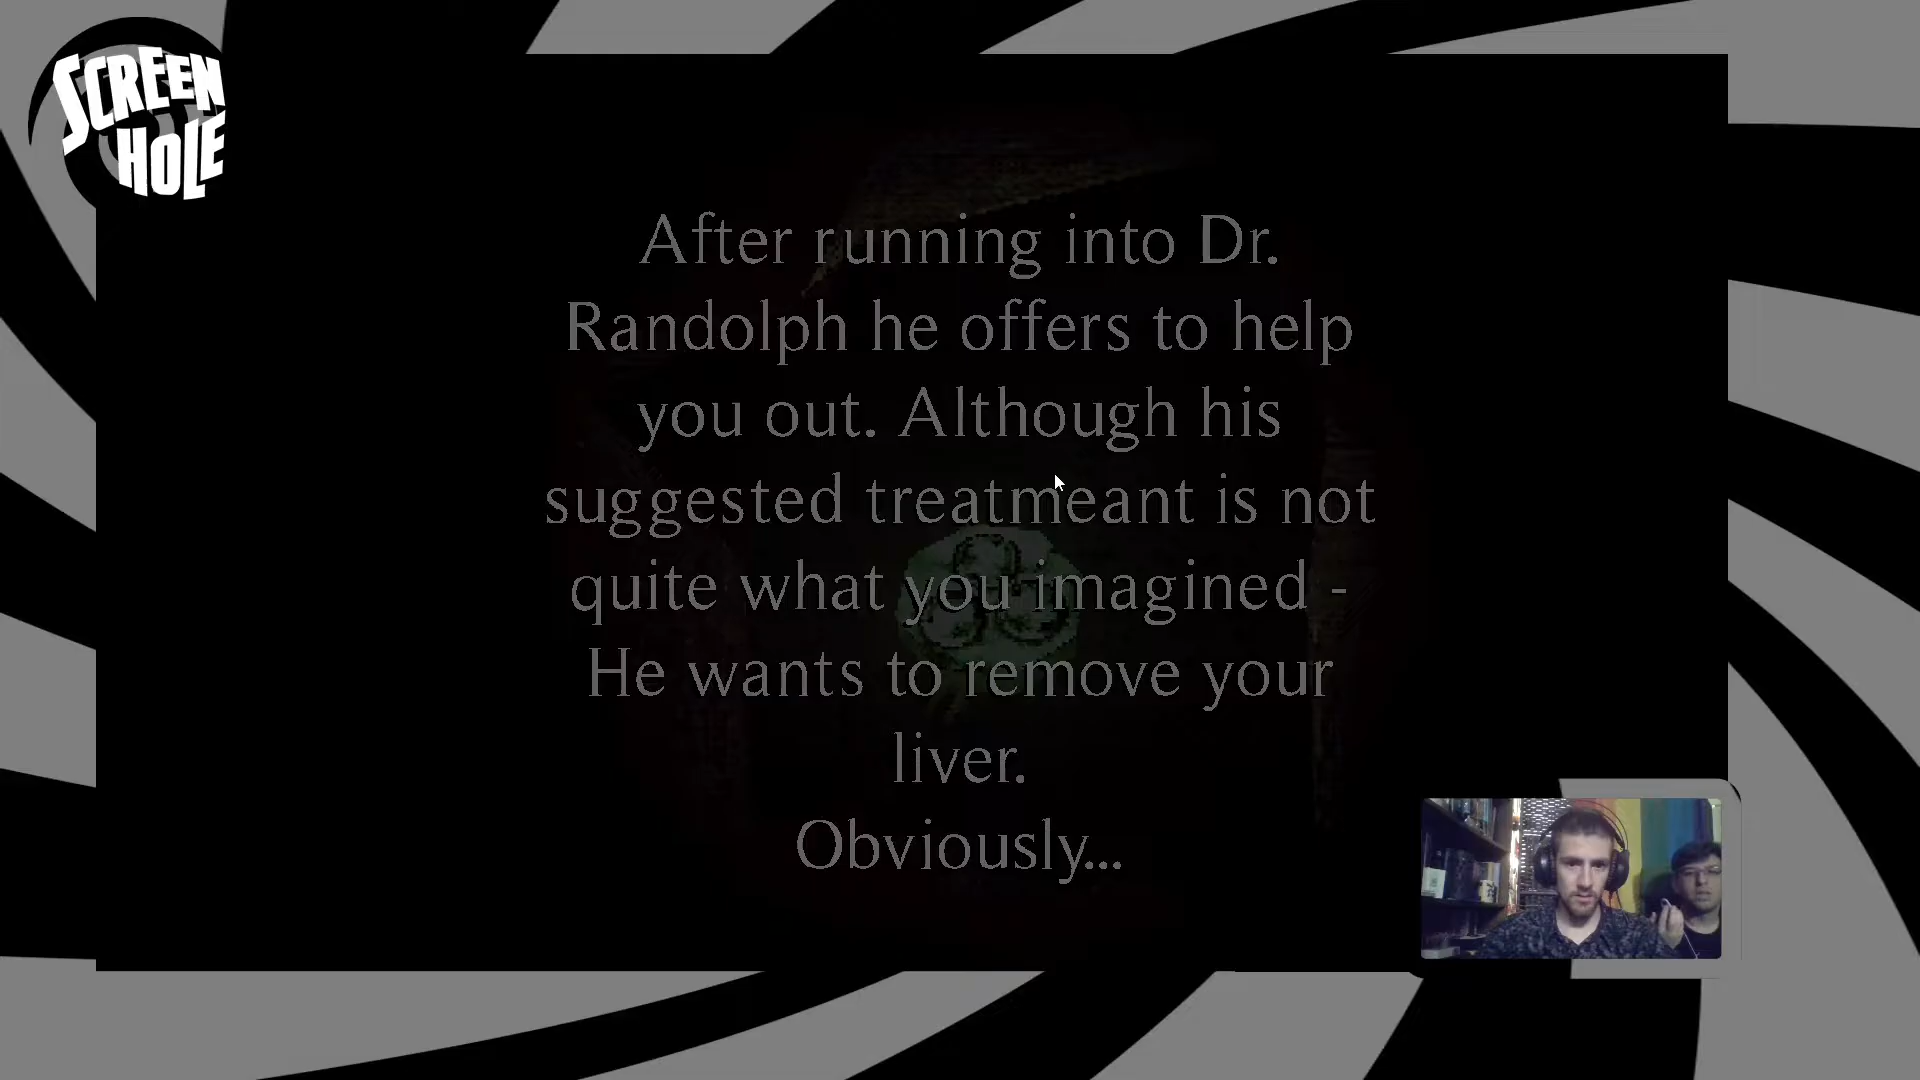 SCREEN
HOLE
After running into Dr.
Randolph he offers to help
you out. Although his
suggested treatmeant is not
quite what you imagined -
He wants to remove your
liver.
Obviously...